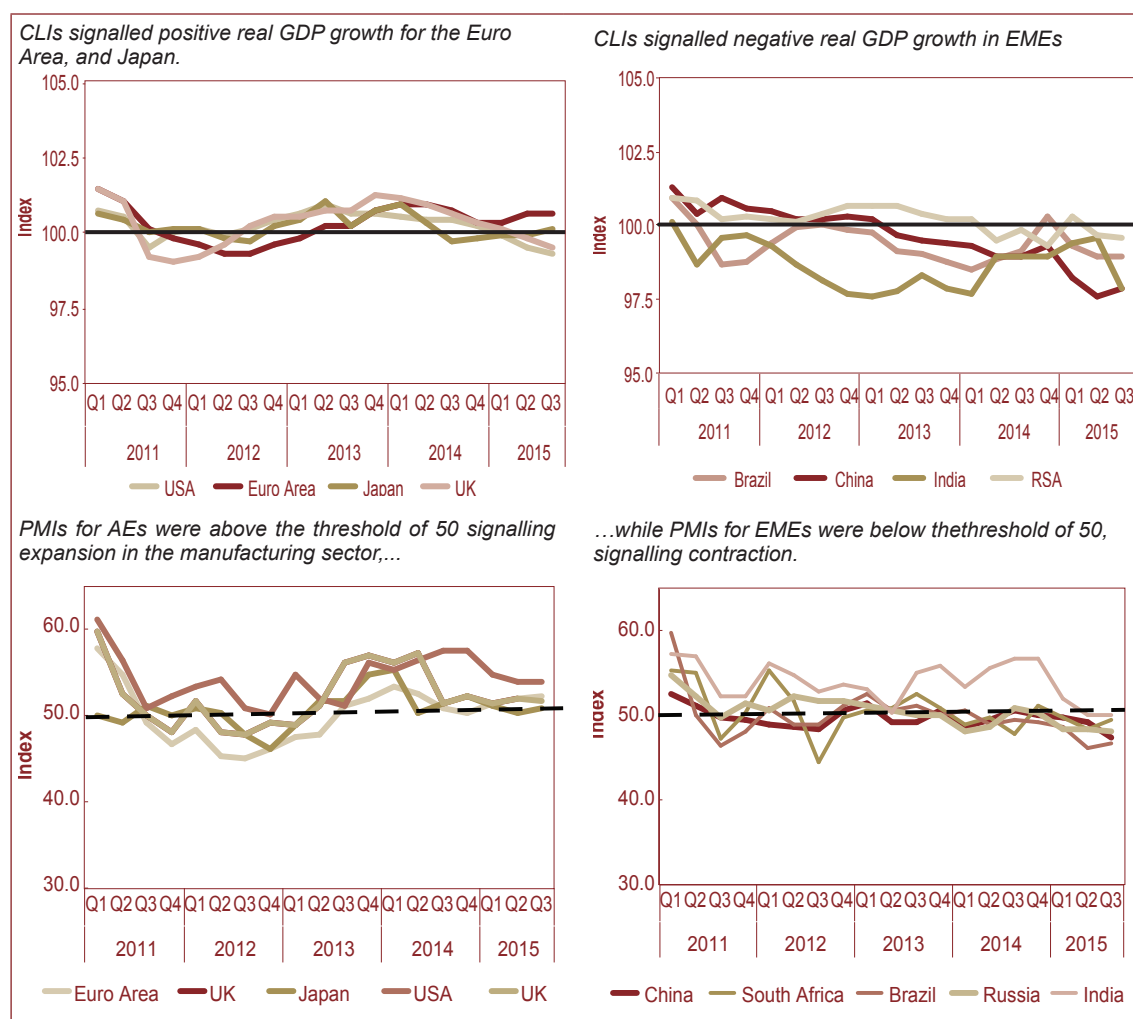 CLIs signalled positive real GDP growth for the Euro
Area, and Japan.
105.0
102.5
100.0
97.5
95.0
Index
Q1 Q2 Q3 Q4 Q1 Q2 Q3 Q4 Q1 Q2 Q3 Q4 Q1 Q2 Q3 Q4 Q1 Q2 Q3
2011 2012 2013 2014 2015
USA Euro Area Japan UK
CLIs signalled negative real GDP growth in EMEs
105.0
102.5
100.0
97.5
95.0
Index
Q1 Q2 Q3 Q4 Q1 Q2 Q3 Q4 Q1 Q2 Q3 Q4 Q1 Q2 Q3 Q4 Q1 Q2 Q3
2011 2012 2013 2014 2015
Brazil China India RSA
PMIs for AEs were above the threshold of 50 signalling
expansion in the manufacturing sector,...
60.0
50.0
40.0
30.0
Index
Q1 Q2 Q3 Q4 Q1 Q2 Q3 Q4 Q1 Q2 Q3 Q4 Q1 Q2 Q3 Q4 Q1 Q2 Q3
2011 2012 2013 2014 2015
Euro Area UK Japan USA UK
…while PMIs for EMEs were below thethreshold of 50,
signalling contraction.
60.0
50.0
40.0
30.0
Index
Q1 Q2 Q3 Q4 Q1 Q2 Q3 Q4 Q1 Q2 Q3 Q4 Q1 Q2 Q3 Q4 Q1 Q2 Q3
2011 2012 2013 2014 2015
China South Africa Brazil Russia India